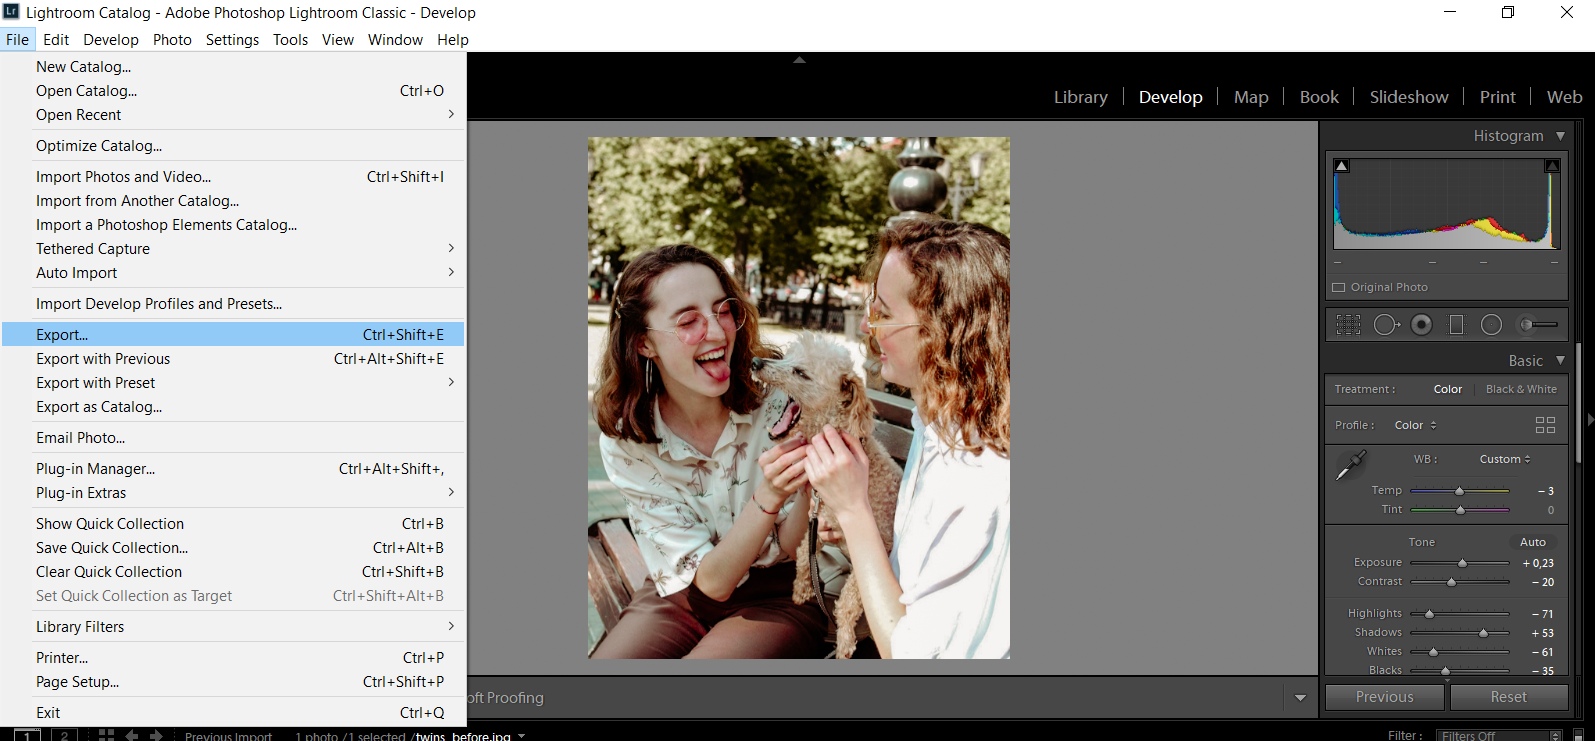 Lr Lightroom Catalog - Adobe Photoshop Lightroom Classic - Develop
File Edit Develop Photo Settings Tools View Window Help
New Catalog...
Open Catalog... Ctrl+O
Open Recent
Optimize Catalog...
Import Photos and Video... Ctrl+Shift+I
Import from Another Catalog...
Import a Photoshop Elements Catalog...
Tethered Capture
Auto Import
Import Develop Profiles and Presets...
Export... Ctrl+Shift+E
Export with Previous Ctrl+Alt+Shift+E
Export with Preset
Export as Catalog...
Email Photo...
Plug-in Manager... Ctrl+Alt+Shift+,
Plug-in Extras
Show Quick Collection Ctrl+B
Save Quick Collection... Ctrl+Alt+B
Clear Quick Collection Ctrl+Shift+B
Set Quick Collection as Target Ctrl+Shift+Alt+B
Library Filters
Printer... Ctrl+P
Page Setup... Ctrl+Shift+P
Exit Ctrl+Q
Library | Develop | Map | Book | Slideshow | Print | Web
Histogram
Original Photo
Basic
Treatment : Color Black & White
Profile : Color
WB : Custom
Temp − 3
Tint 0
Tone Auto
Exposure + 0,23
Contrast − 20
Highlights − 71
Shadows + 53
Whites − 61
Blacks − 35
Previous Reset
oft Proofing
1 2 Previous Import 1 photo /1 selected /twins_before.jpg
Filter : Filters Off